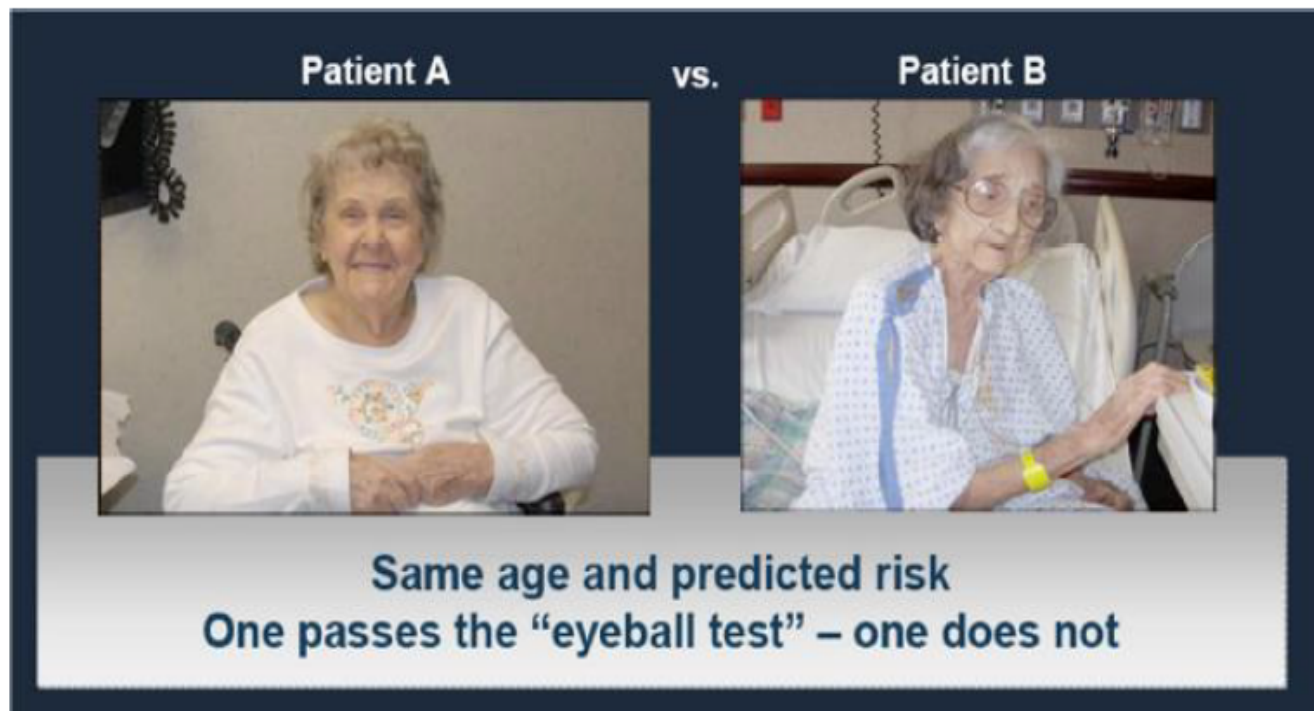 Patient A vs. Patient B
Same age and predicted risk
One passes the “eyeball test” – one does not